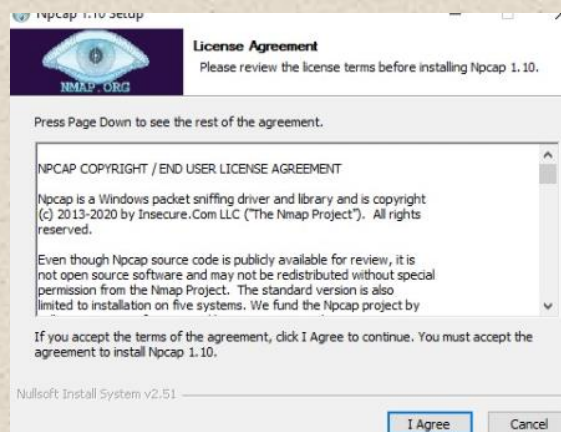 Npcap 1.10 Setup
NMAP.ORG
License Agreement
Please review the license terms before installing Npcap 1.10.
Press Page Down to see the rest of the agreement.
NPCAP COPYRIGHT / END USER LICENSE AGREEMENT
Npcap is a Windows packet sniffing driver and library and is copyright
(c) 2013-2020 by Insecure.Com LLC ("The Nmap Project").  All rights
reserved.
Even though Npcap source code is publicly available for review, it is
not open source software and may not be redistributed without special
permission from the Nmap Project.  The standard version is also
limited to installation on five systems. We fund the Npcap project by
If you accept the terms of the agreement, click I Agree to continue. You must accept the
agreement to install Npcap 1.10.
Nullsoft Install System v2.51
I Agree
Cancel